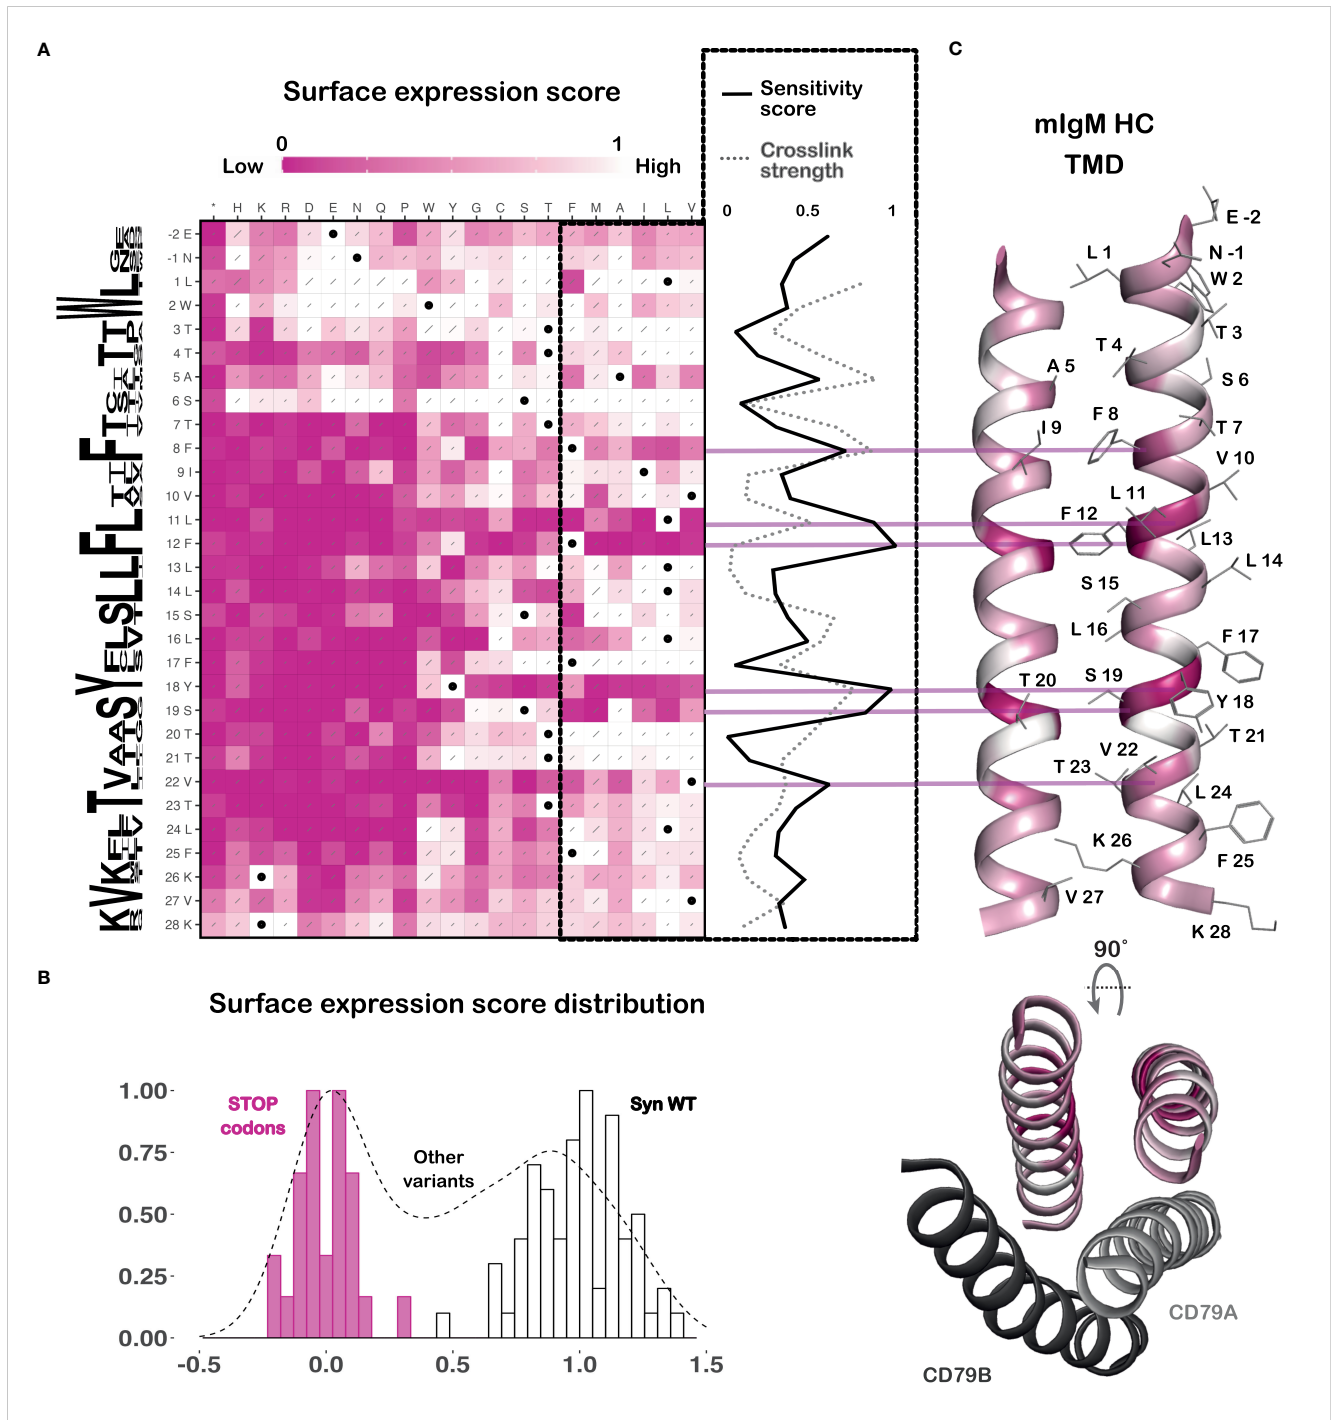 A
C
Surface expression score
0
1
Low
High
Sensitivity
score
Crosslink
strength
0
0.5
1
mIgM HC
TMD
* H K R D E N Q P W Y G C S T F M A I L V
-2 E
-1 N
1 L
2 W
3 T
4 T
5 A
6 S
7 T
8 F
9 I
10 V
11 L
12 F
13 L
14 L
15 S
16 L
17 F
18 Y
19 S
20 T
21 T
22 V
23 T
24 L
25 F
26 K
27 V
28 K
E -2
N -1
L 1
W 2
T 3
T 4
A 5
S 6
F 8
T 7
I 9
V 10
L 11
F 12
L13
L 14
S 15
L 16
F 17
S 19
T 20
Y 18
T 21
V 22
T 23
L 24
K 26
F 25
V 27
K 28
90°
B
Surface expression score distribution
1.00
0.75
0.50
0.25
0.00
STOP
codons
Other
variants
Syn WT
-0.5
0.0
0.5
1.0
1.5
CD79A
CD79B